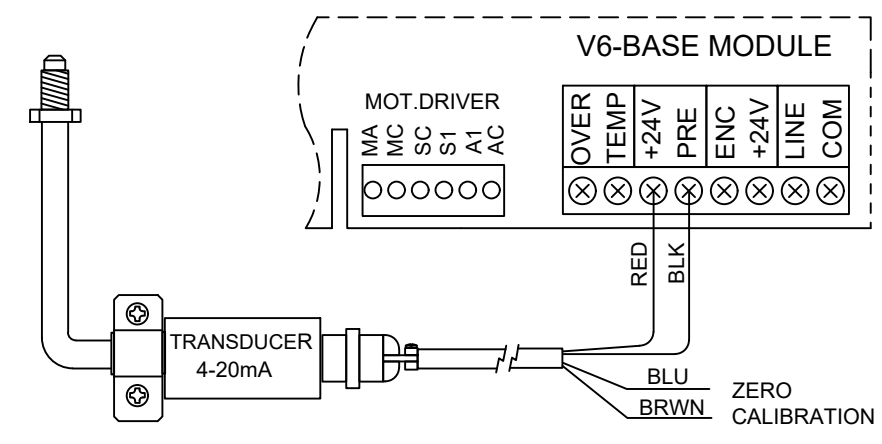 V6-BASE MODULE
MOT.DRIVER
MA
MC
SC
S1
A1
AC
OVER
TEMP
+24V
PRE
ENC
+24V
LINE
COM
RED
BLK
TRANSDUCER
4-20mA
BLU
BRWN
ZERO
CALIBRATION